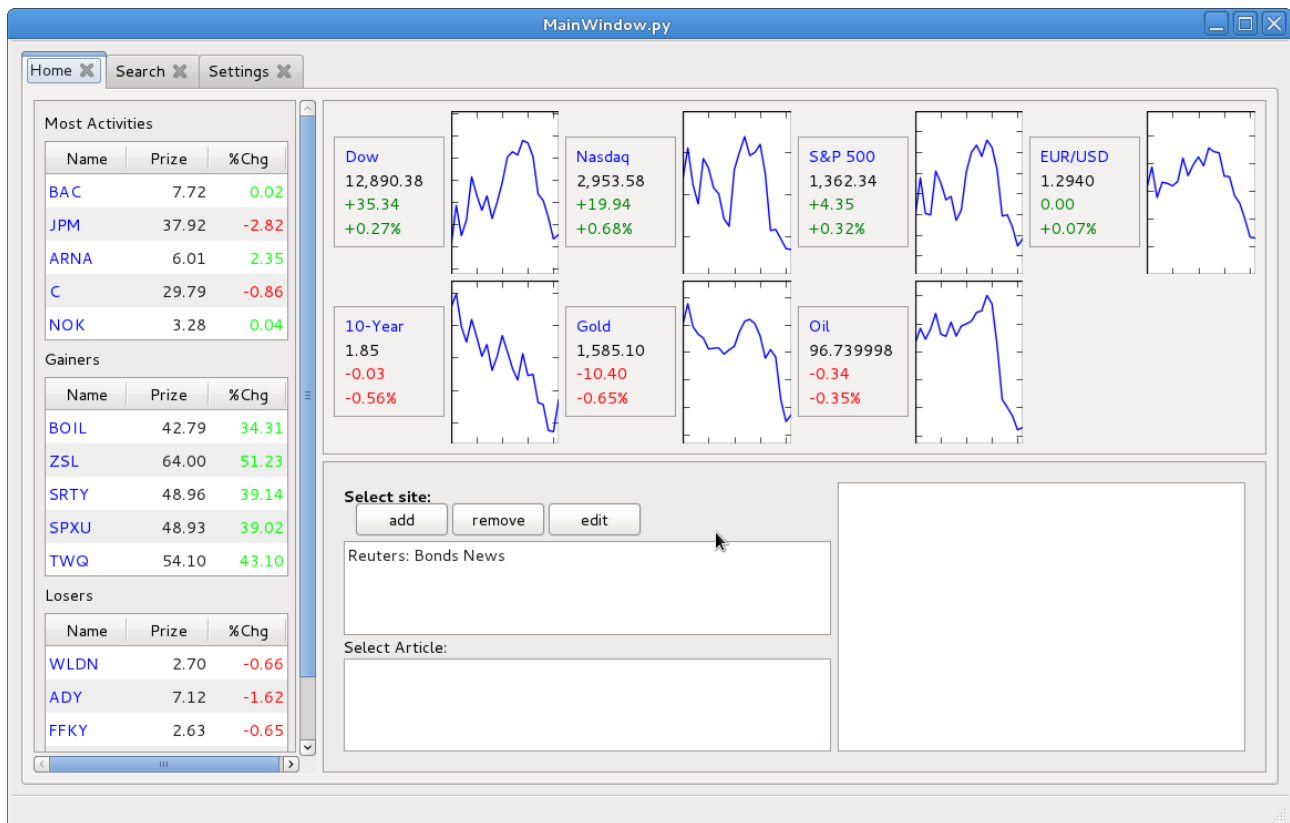 MainWindow.py
Home
Search
Settings
Most Activities
Name Prize %Chg
BAC 7.72 0.02
JPM 37.92 -2.82
ARNA 6.01 2.35
C 29.79 -0.86
NOK 3.28 0.04
Gainers
Name Prize %Chg
BOIL 42.79 34.31
ZSL 64.00 51.23
SRTY 48.96 39.14
SPXU 48.93 39.02
TWQ 54.10 43.10
Losers
Name Prize %Chg
WLDN 2.70 -0.66
ADY 7.12 -1.62
FFKY 2.63 -0.65
Dow
12,890.38
+35.34
+0.27%
Nasdaq
2,953.58
+19.94
+0.68%
S&P 500
1,362.34
+4.35
+0.32%
EUR/USD
1.2940
0.00
+0.07%
10-Year
1.85
-0.03
-0.56%
Gold
1,585.10
-10.40
-0.65%
Oil
96.739998
-0.34
-0.35%
Select site:
add remove edit
Reuters: Bonds News
Select Article: